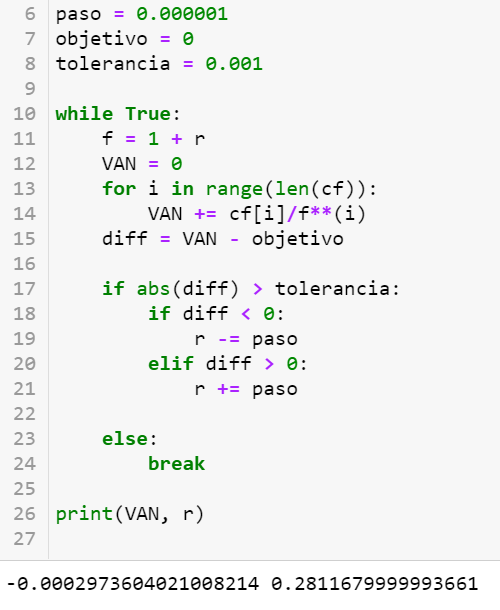 6 paso = 0.000001
7 objetivo = 0
8 tolerancia = 0.001
9
10 while True:
11     f = 1 + r
12     VAN = 0
13     for i in range(len(cf)):
14         VAN += cf[i]/f**(i)
15     diff = VAN - objetivo
16
17     if abs(diff) > tolerancia:
18         if diff < 0:
19             r -= paso
20         elif diff > 0:
21             r += paso
22
23     else:
24         break
25
26 print(VAN, r)
27
-0.0002973604021008214 0.2811679999993661